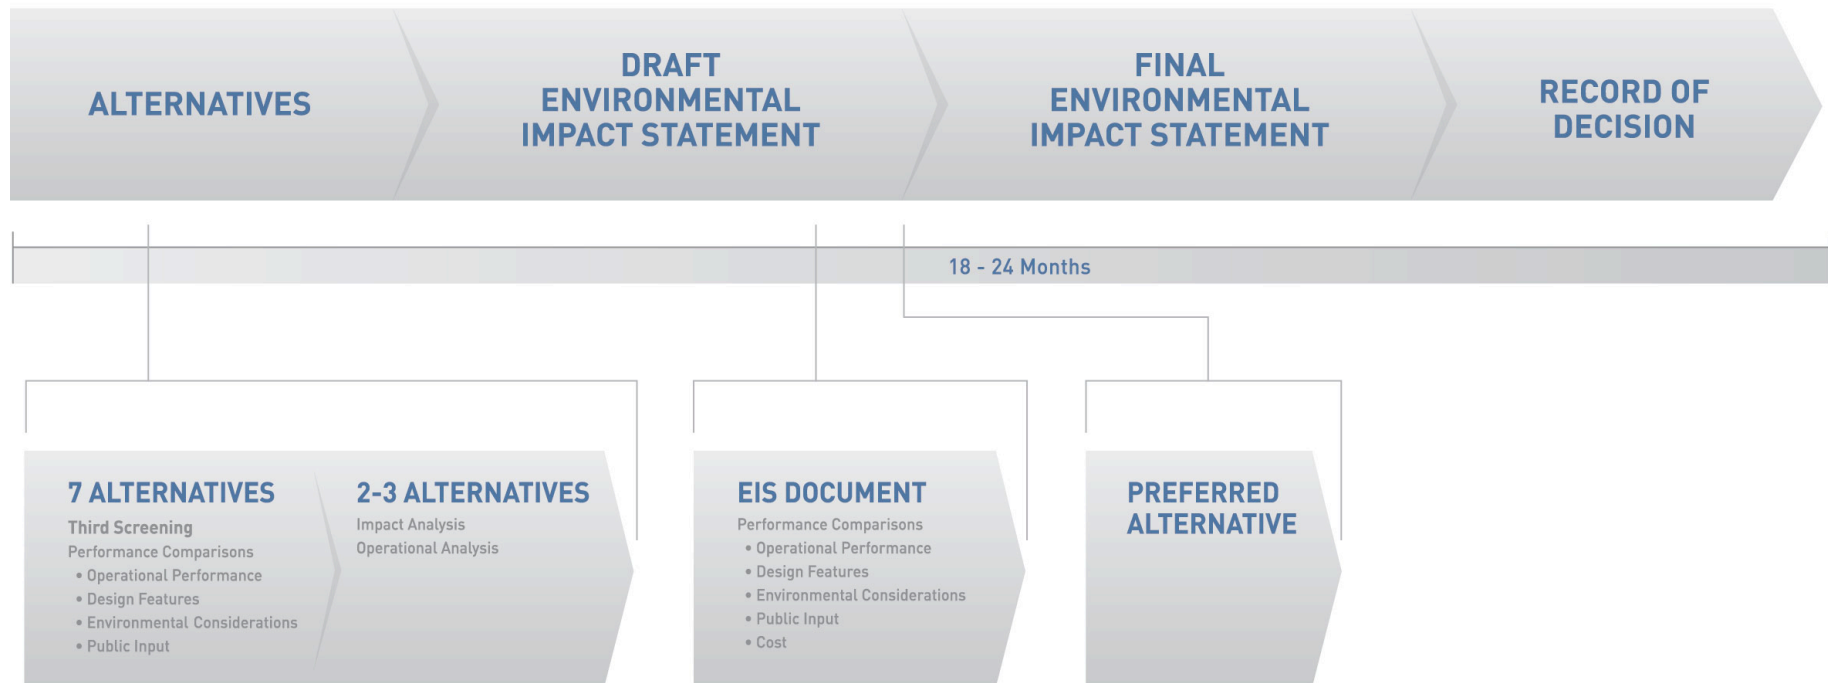 ALTERNATIVES
DRAFT
ENVIRONMENTAL
IMPACT STATEMENT
FINAL
ENVIRONMENTAL
IMPACT STATEMENT
RECORD OF
DECISION
18 - 24 Months
7 ALTERNATIVES
Third Screening
Performance Comparisons
• Operational Performance
• Design Features
• Environmental Considerations
• Public Input
2-3 ALTERNATIVES
Impact Analysis
Operational Analysis
EIS DOCUMENT
Performance Comparisons
• Operational Performance
• Design Features
• Environmental Considerations
• Public Input
• Cost
PREFERRED
ALTERNATIVE